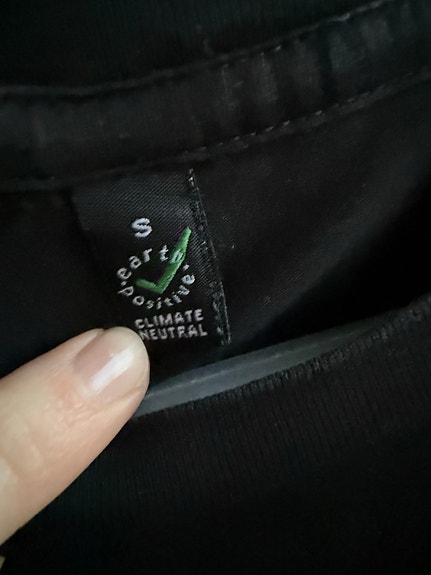 S
earth
positive
CLIMATE
NEUTRAL